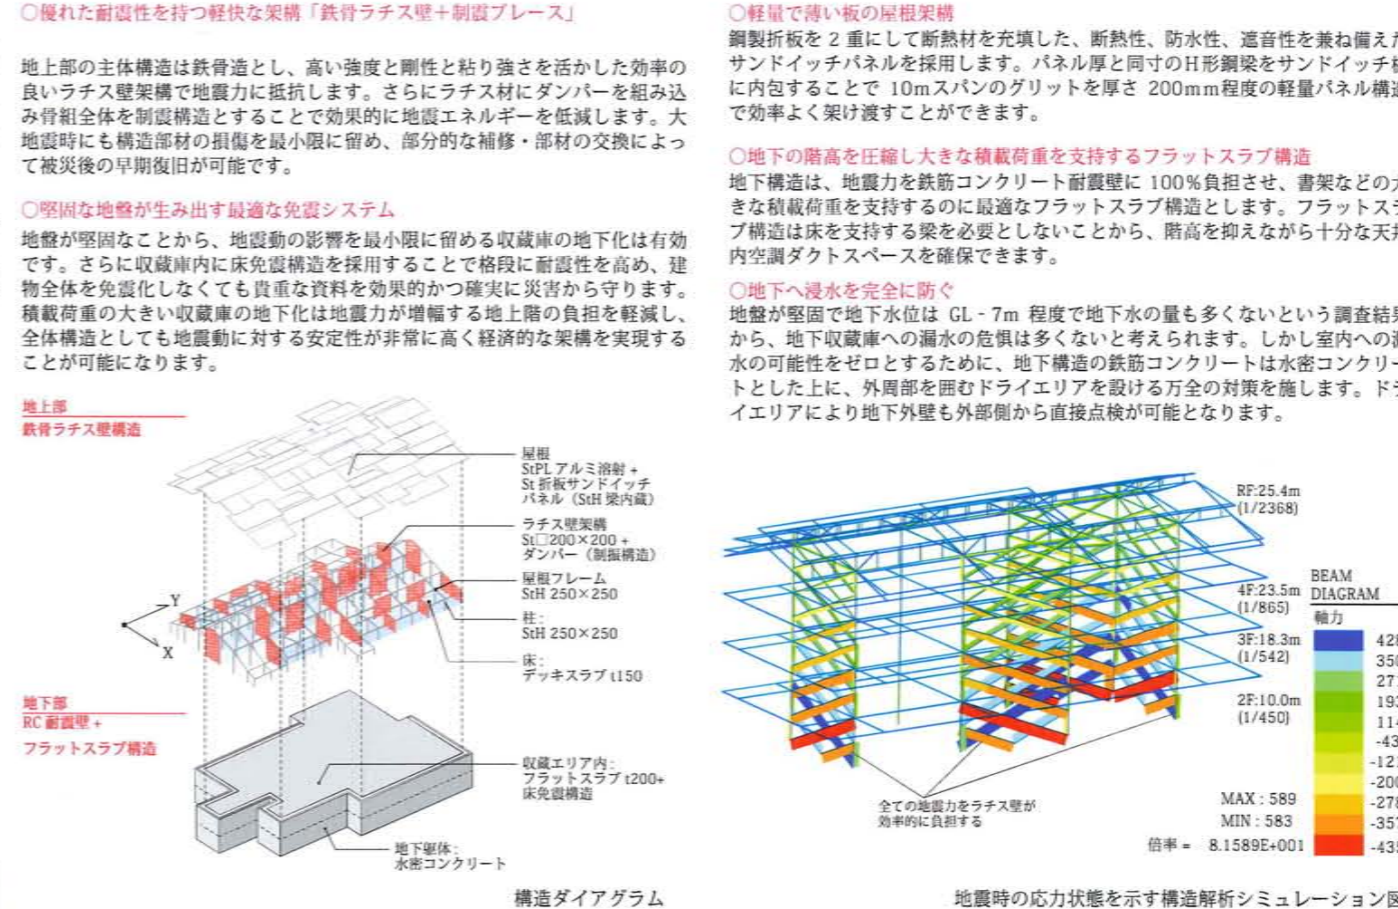 ○優れた耐震性を持つ軽快な架構「鉄骨ラチス壁＋制震ブレース」
地上部の主体構造は鉄骨造とし、高い強度と剛性と粘り強さを活かした効率の
良いラチス壁架構で地震力に抵抗します。さらにラチス材にダンパーを組み込
み骨組全体を制震構造とすることで効果的に地震エネルギーを低減します。大
地震時にも構造部材の損傷を最小限に留め、部分的な補修・部材の交換によっ
て被災後の早期復旧が可能です。
○堅固な地盤が生み出す最適な免震システム
地盤が堅固なことから、地震動の影響を最小限に留める収蔵庫の地下化は有効
です。さらに収蔵庫内に床免震構造を採用することで格段に耐震性を高め、建
物全体を免震化しなくても貴重な資料を効果的かつ確実に災害から守ります。
積載荷重の大きい収蔵庫の地下化は地震力が増幅する地上階の負担を軽減し、
全体構造としても地震動に対する安定性が非常に高く経済的な架構を実現する
ことが可能になります。
地上部
鉄骨ラチス壁構造
屋根
StPL アルミ溶射 +
St 折板サンドイッチ
パネル（StH 梁内蔵）
ラチス壁架構
St□200×200 +
ダンパー（制振構造）
屋根フレーム
StH 250×250
柱:
StH 250×250
床:
デッキスラブ t150
Y
X
地下部
RC 耐震壁 +
フラットスラブ構造
収蔵エリア内:
フラットスラブ t200+
床免震構造
地下躯体:
水密コンクリート
構造ダイアグラム
○軽量で薄い板の屋根架構
鋼製折板を 2 重にして断熱材を充填した、断熱性、防水性、遮音性を兼ね備えた
サンドイッチパネルを採用します。パネル厚と同寸のH形鋼梁をサンドイッチ
に内包することで 10mスパンのグリットを厚さ 200mm程度の軽量パネル構造
で効率よく架け渡すことができます。
○地下の階高を圧縮し大きな積載荷重を支持するフラットスラブ構造
地下構造は、地震力を鉄筋コンクリート耐震壁に 100%負担させ、書架などの大
きな積載荷重を支持するのに最適なフラットスラブ構造とします。フラットスラ
ブ構造は床を支持する梁を必要としないことから、階高を抑えながら十分な天井
内空調ダクトスペースを確保できます。
○地下へ浸水を完全に防ぐ
地盤が堅固で地下水位は GL - 7m 程度で地下水の量も多くないという調査結果
から、地下収蔵庫への漏水の危惧は多くないと考えられます。しかし室内への漏
水の可能性をゼロとするために、地下構造の鉄筋コンクリートは水密コンクリー
トとした上に、外周部を囲むドライエリアを設ける万全の対策を施します。ドラ
イエリアにより地下外壁も外部側から直接点検が可能となります。
RF:25.4m
(1/2368)
4F:23.5m
(1/865)
3F:18.3m
(1/542)
2F:10.0m
(1/450)
BEAM
DIAGRAM
軸力
全ての地震力をラチス壁が
効率的に負担する
MAX : 589
MIN : 583
倍率 = 8.1589E+001
地震時の応力状態を示す構造解析シミュレーション図